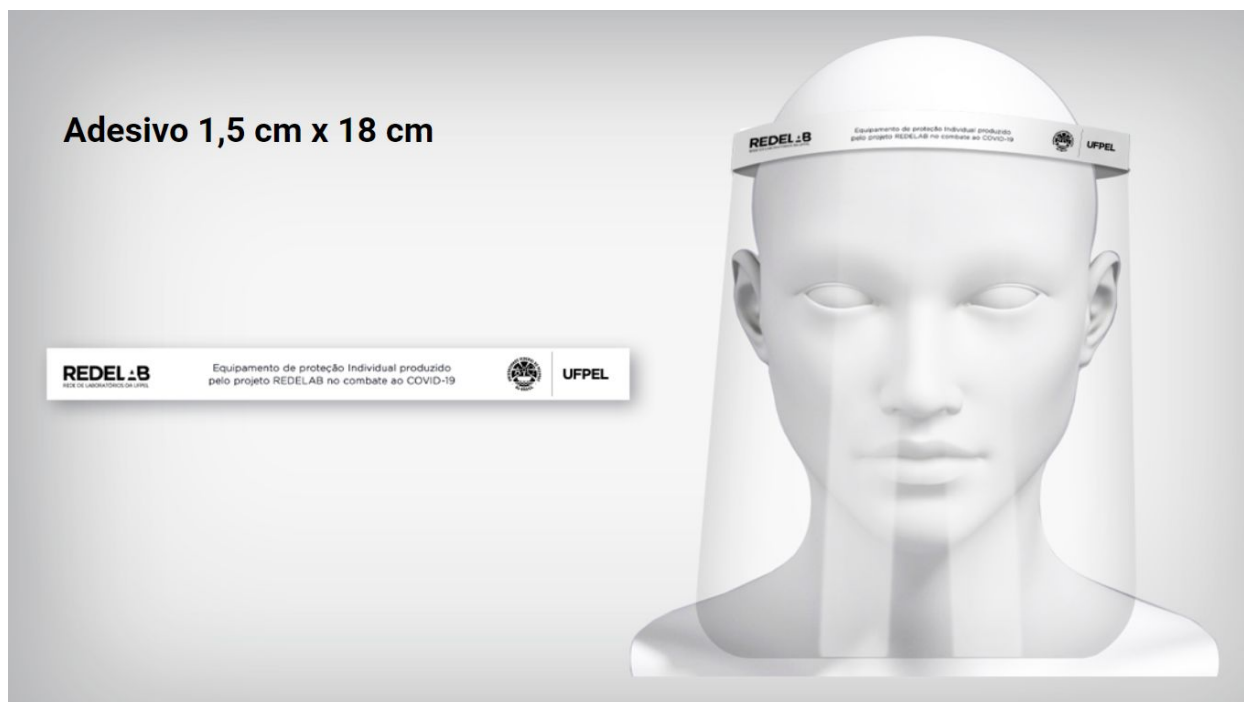 Adesivo 1,5 cm x 18 cm
REDELAB
REDE DE LABORATÓRIOS DA UFPEL
Equipamento de proteção Individual produzido
pelo projeto REDELAB no combate ao COVID-19
UFPEL
REDELAB
Equipamento de proteção Individual produzido
pelo projeto REDELAB no combate ao COVID-19
UFPEL